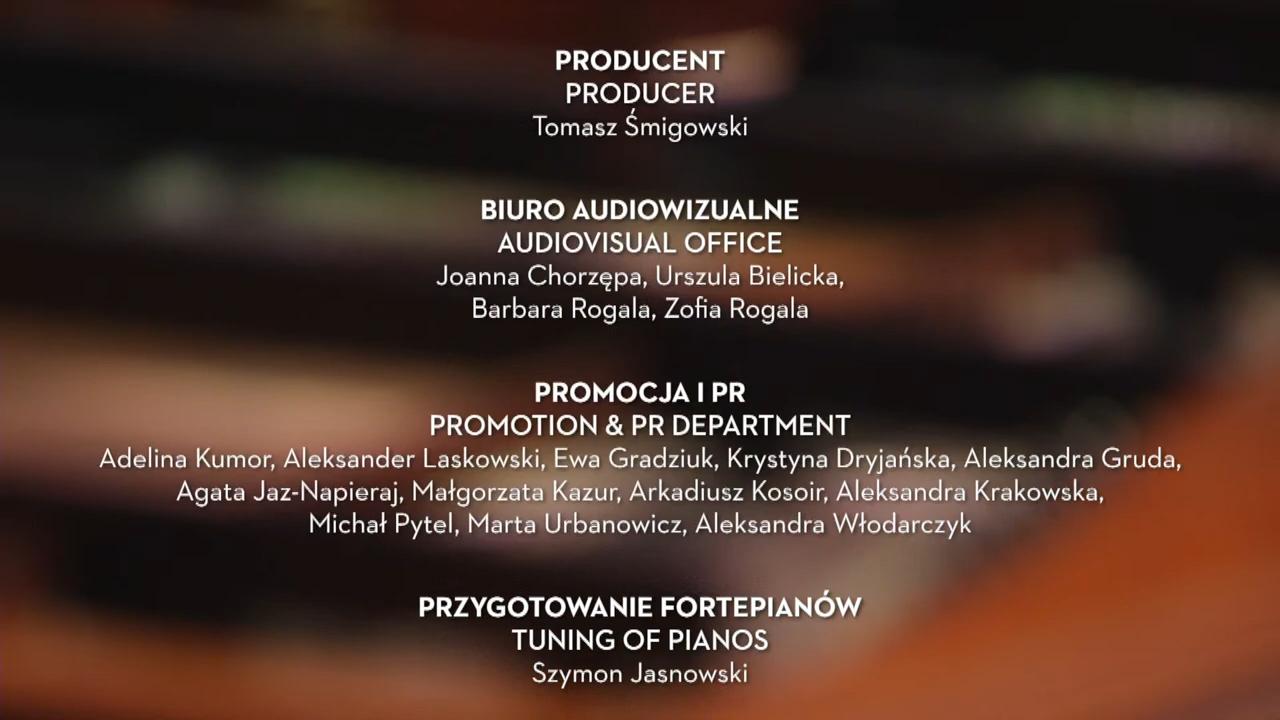 PRODUCENT
PRODUCER
Tomasz Śmigowski
BIURO AUDIOWIZUALNE
AUDIOVISUAL OFFICE
Joanna Chorzępa, Urszula Bielicka,
Barbara Rogala, Zofia Rogala
PROMOCJA I PR
PROMOTION & PR DEPARTMENT
Adelina Kumor, Aleksander Laskowski, Ewa Gradziuk, Krystyna Dryjańska, Aleksandra Gruda,
Agata Jaz-Napieraj, Małgorzata Kazur, Arkadiusz Kosoir, Aleksandra Krakowska,
Michał Pytel, Marta Urbanowicz, Aleksandra Włodarczyk
PRZYGOTOWANIE FORTEPIANÓW
TUNING OF PIANOS
Szymon Jasnowski